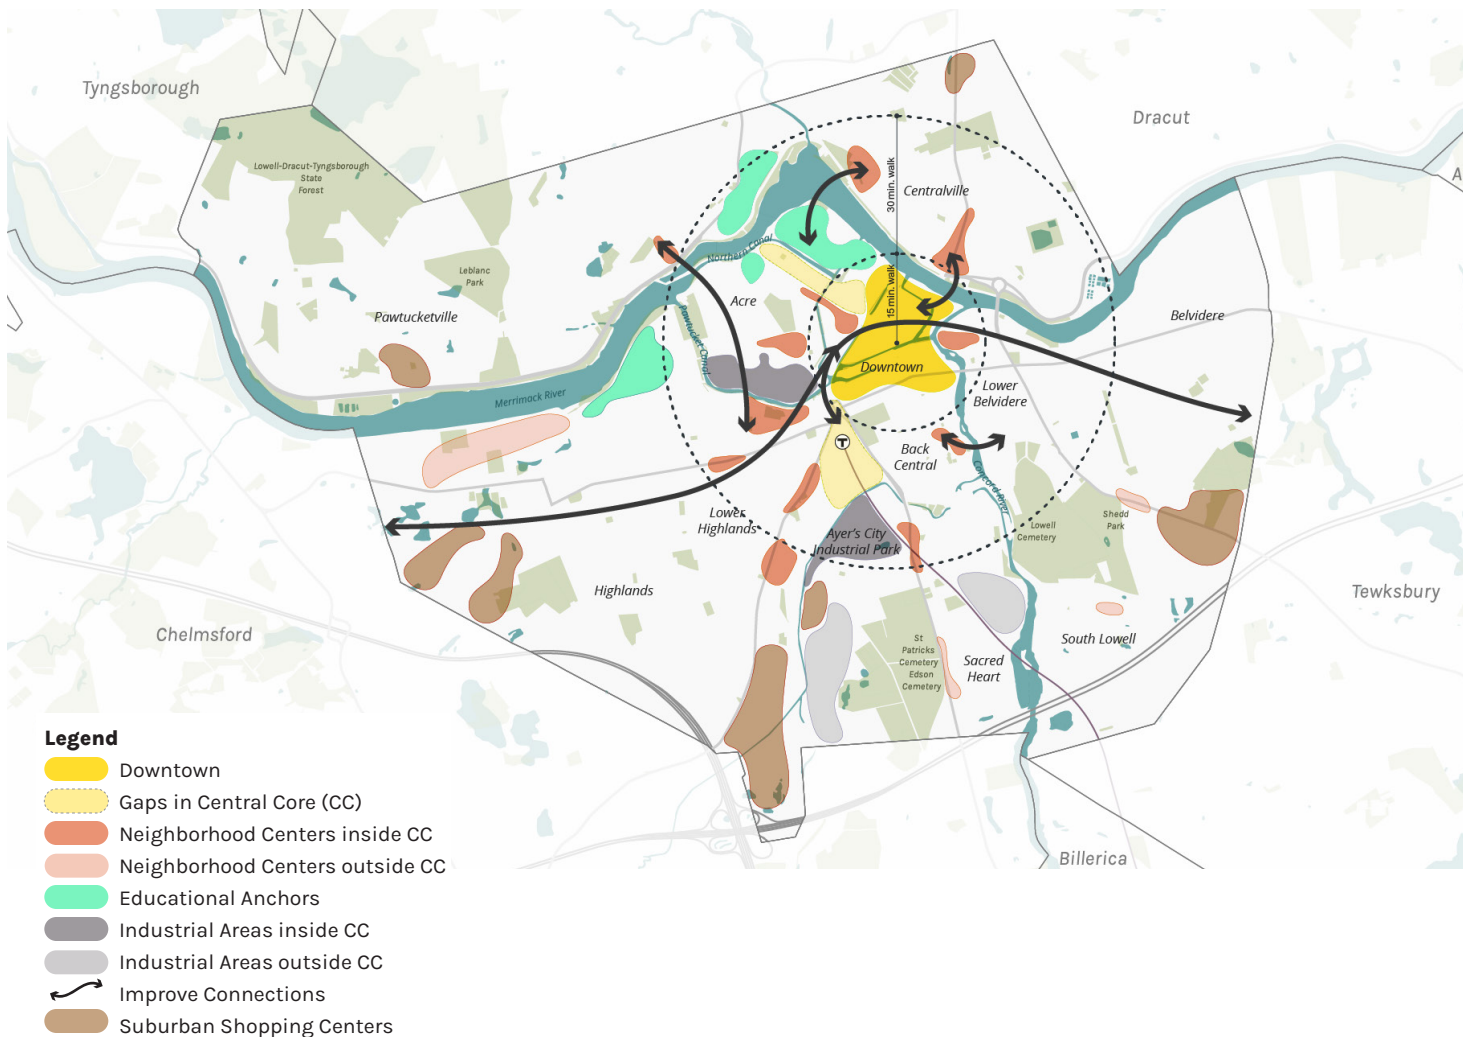 Tyngsborough
Dracut
Lowell-Dracut-Tyngsborough
State
Forest
30 min. walk
Centralville
A
Northern Canal
Leblanc
Park
15 min. walk
Acre
Pawtucket Canal
Pawtucketville
Belvidere
Downtown
Merrimack River
Lower
Belvidere
T
Back
Central
Concord River
Lower
Highlands
Shedd
Park
Lowell
Cemetery
Ayer's City
Industrial Park
Highlands
Tewksbury
Chelmsford
St
Patricks
Cemetery
Edson
Cemetery
South Lowell
Sacred
Heart
Billerica
Legend
Downtown
Gaps in Central Core (CC)
Neighborhood Centers inside CC
Neighborhood Centers outside CC
Educational Anchors
Industrial Areas inside CC
Industrial Areas outside CC
Improve Connections
Suburban Shopping Centers